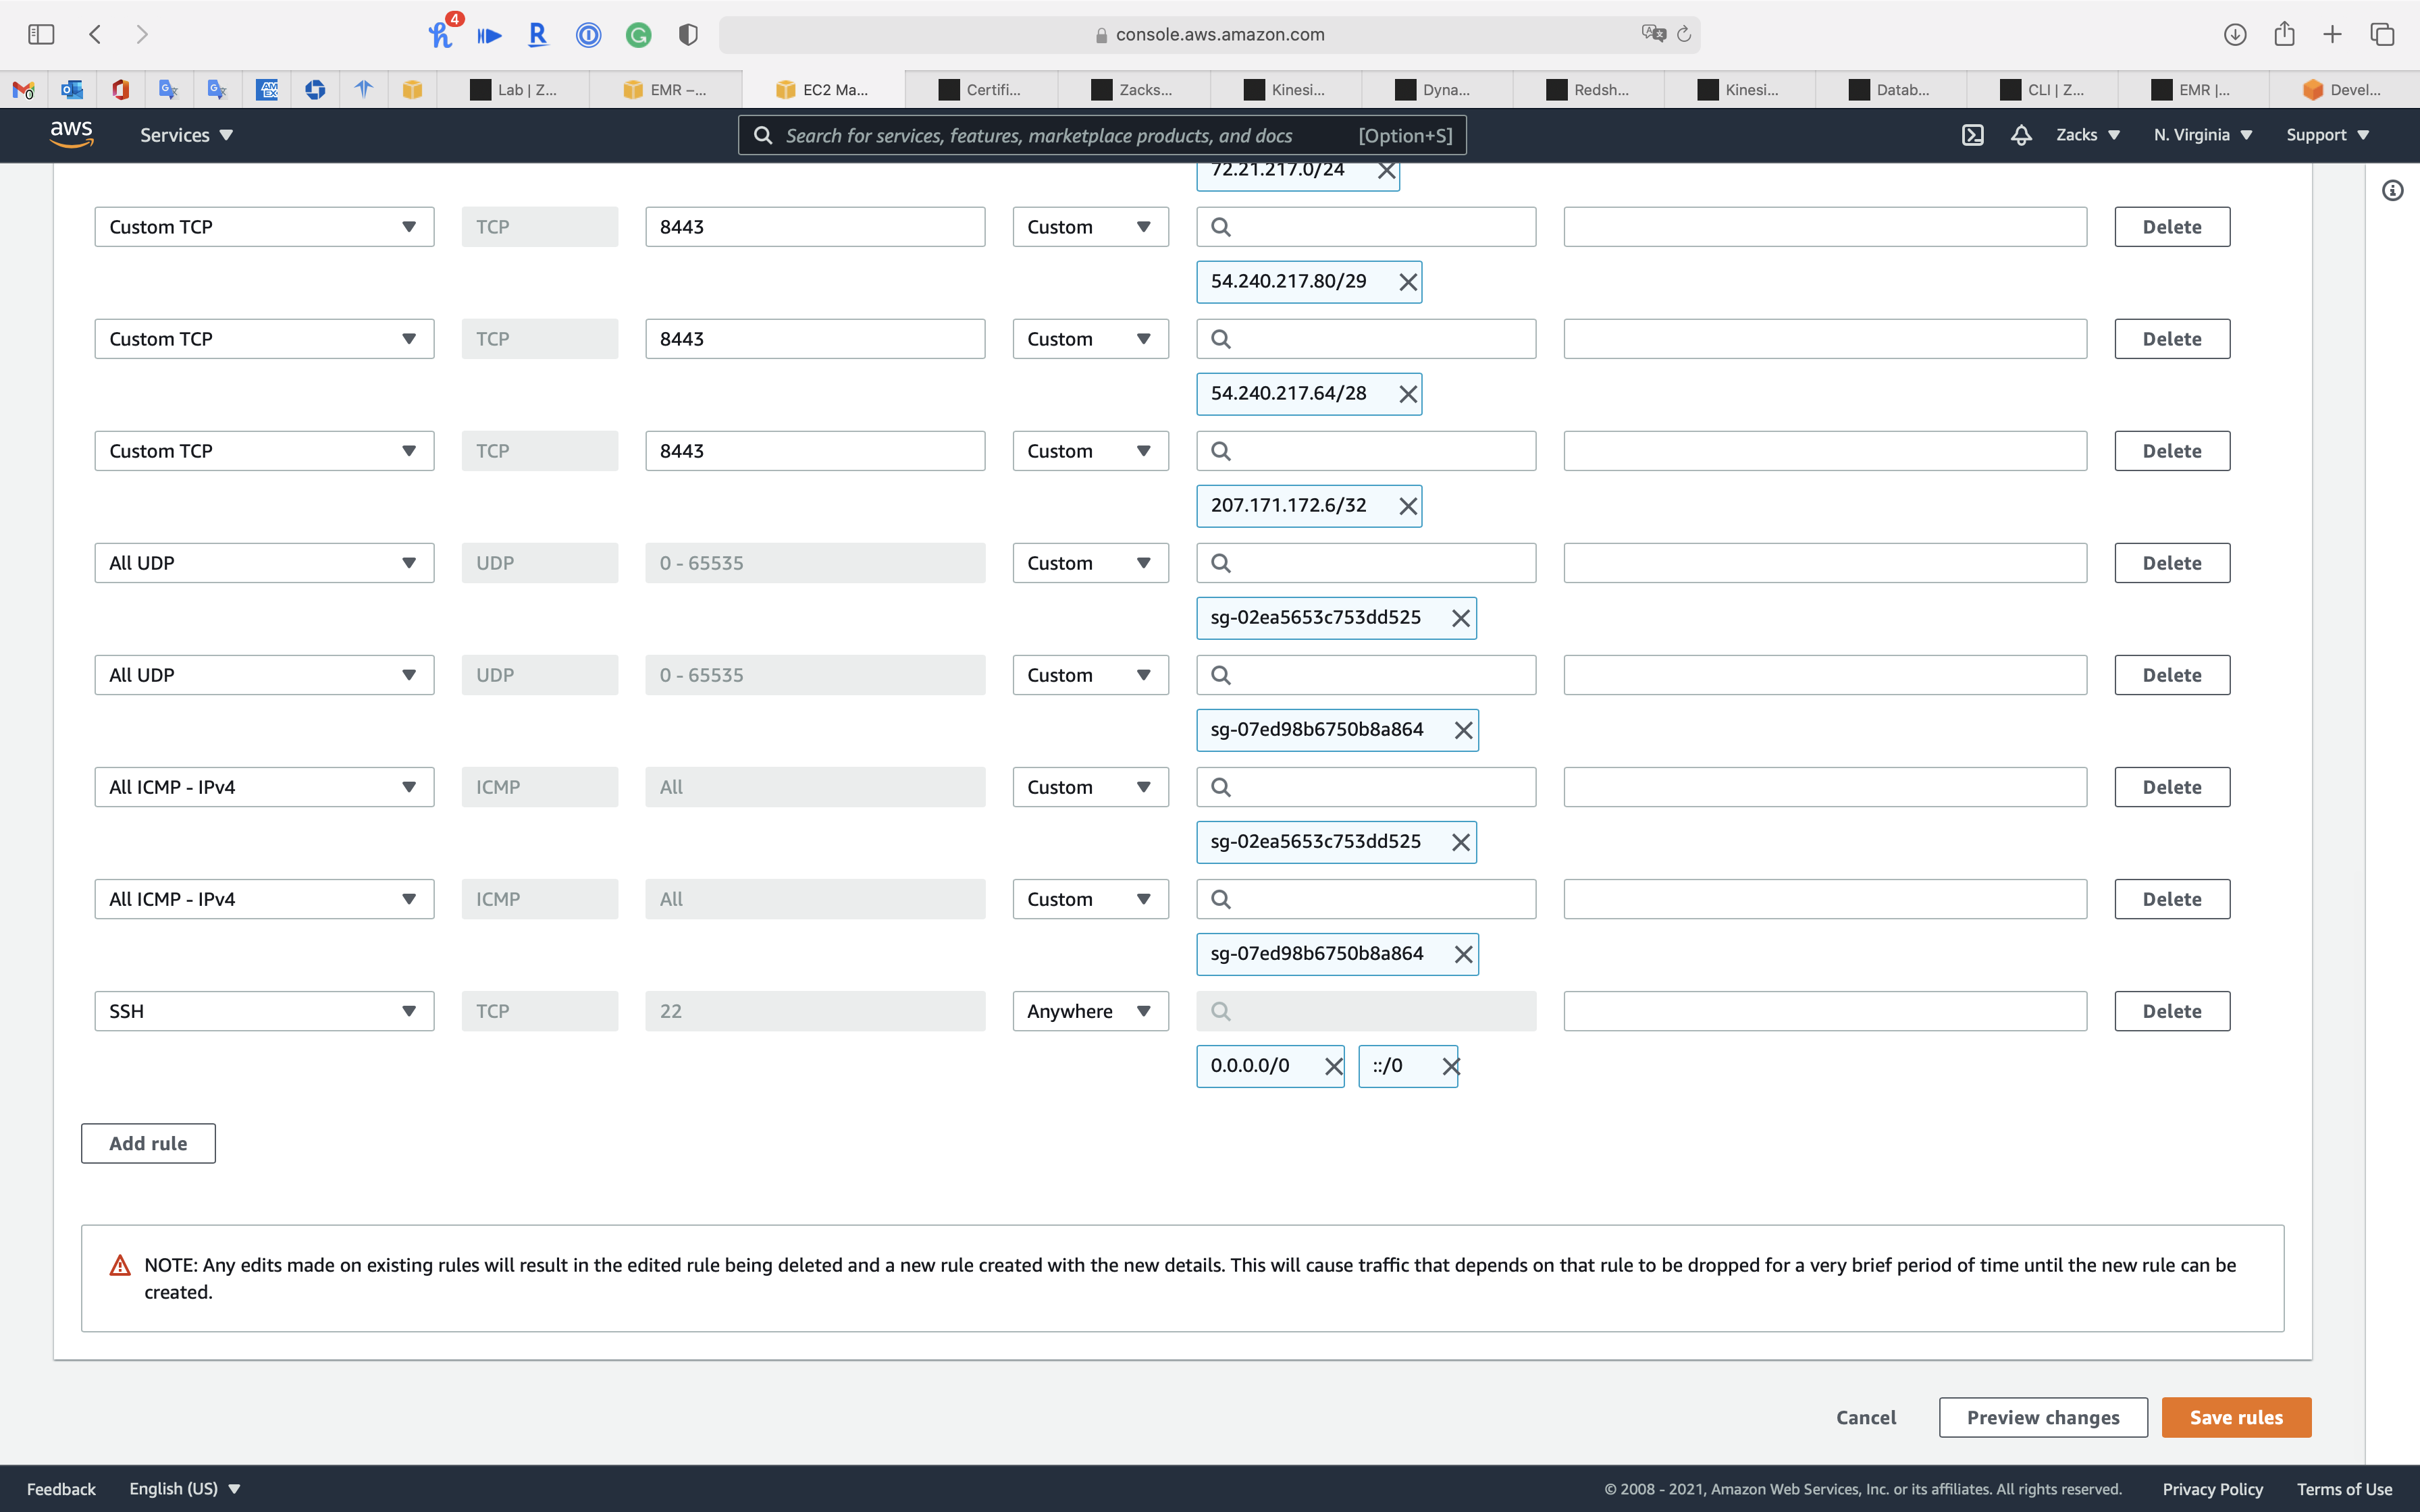 4
console.aws.amazon.com
Lab | Z... EMR –... EC2 Ma... Certifi... Zacks... Kinesi... Dyna... Redsh... Kinesi... Datab... CLI | Z... EMR |... Devel...
aws Services Search for services, features, marketplace products, and docs [Option+S] Zacks N. Virginia Support
72.21.217.0/24
Custom TCP TCP 8443 Custom Delete
54.240.217.80/29
Custom TCP TCP 8443 Custom Delete
54.240.217.64/28
Custom TCP TCP 8443 Custom Delete
207.171.172.6/32
All UDP UDP 0 - 65535 Custom Delete
sg-02ea5653c753dd525
All UDP UDP 0 - 65535 Custom Delete
sg-07ed98b6750b8a864
All ICMP - IPv4 ICMP All Custom Delete
sg-02ea5653c753dd525
All ICMP - IPv4 ICMP All Custom Delete
sg-07ed98b6750b8a864
SSH TCP 22 Anywhere Delete
0.0.0.0/0 ::/0
Add rule
NOTE: Any edits made on existing rules will result in the edited rule being deleted and a new rule created with the new details. This will cause traffic that depends on that rule to be dropped for a very brief period of time until the new rule can be
created.
Cancel Preview changes Save rules
Feedback English (US) © 2008 - 2021, Amazon Web Services, Inc. or its affiliates. All rights reserved. Privacy Policy Terms of Use